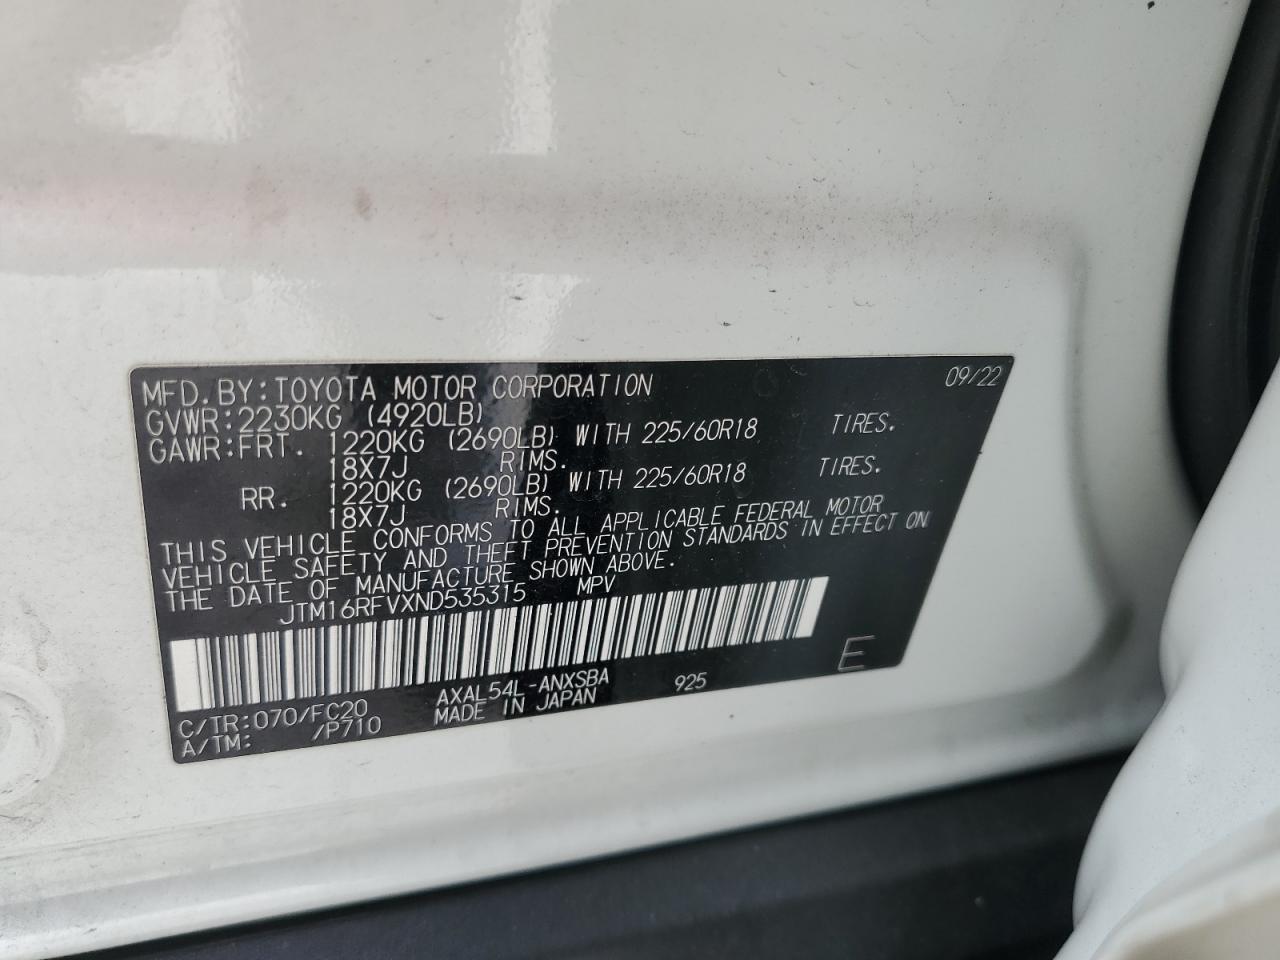 MFD. BY: TOYOTA MOTOR CORPORATION 09/22
GVWR: 2230KG (4920LB)
GAWR: FRT. 1220KG (2690LB) WITH 225/60R18 TIRES.
18X7J RIMS.
RR. 1220KG (2690LB) WITH 225/60R18 TIRES.
18X7J RIMS.
THIS VEHICLE CONFORMS TO ALL APPLICABLE FEDERAL MOTOR
VEHICLE SAFETY AND THEFT PREVENTION STANDARDS IN EFFECT ON
THE DATE OF MANUFACTURE SHOWN ABOVE.
JTM16RFVXND535315 MPV
E
C/TR: 070/FC20 AXAL54L-ANXSBA 925
A/TM: /P710 MADE IN JAPAN